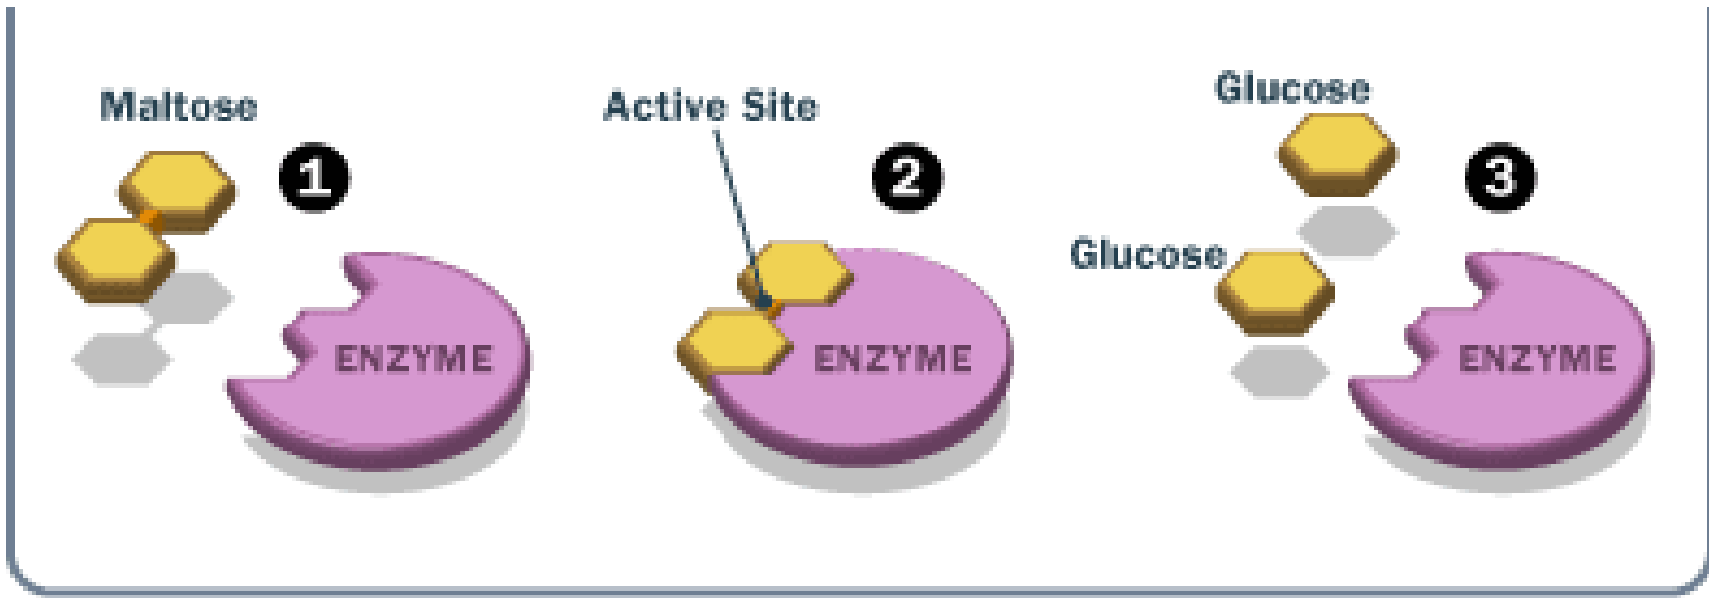 Maltose
1
ENZYME
Active Site
2
ENZYME
Glucose
3
Glucose
ENZYME